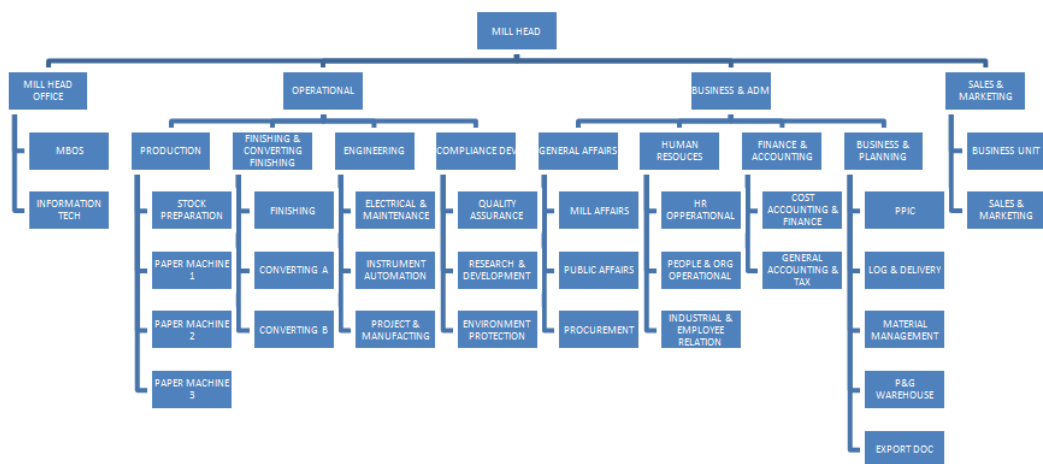 MILL HEAD
MILL HEAD
OFFICE
OPERATIONAL
BUSINESS & ADM
SALES &
MARKETING
MBOS
PRODUCTION
FINISHING &
CONVERTING
FINISHING
ENGINEERING
COMPLIANCE DEV
GENERAL AFFAIRS
HUMAN
RESOUCES
FINANCE &
ACCOUNTING
BUSINESS &
PLANNING
BUSINESS UNIT
INFORMATION
TECH
STOCK
PREPARATION
FINISHING
ELECTRICAL &
MAINTENANCE
QUALITY
ASSURANCE
MILL AFFAIRS
HR
OPPERATIONAL
COST
ACCOUNTING &
FINANCE
PPIC
SALES &
MARKETING
PAPER MACHINE
1
CONVERTING A
INSTRUMENT
AUTOMATION
RESEARCH &
DEVELOPMENT
PUBLIC AFFAIRS
PEOPLE & ORG
OPERATIONAL
GENERAL
ACCOUNTING &
TAX
LOG & DELIVERY
PAPER MACHINE
2
CONVERTING B
PROJECT &
MANUFACTING
ENVIRONMENT
PROTECTION
PROCUREMENT
INDUSTRIAL &
EMPLOYEE
RELATION
MATERIAL
MANAGEMENT
PAPER MACHINE
3
P&G
WAREHOUSE
EXPORT DOC